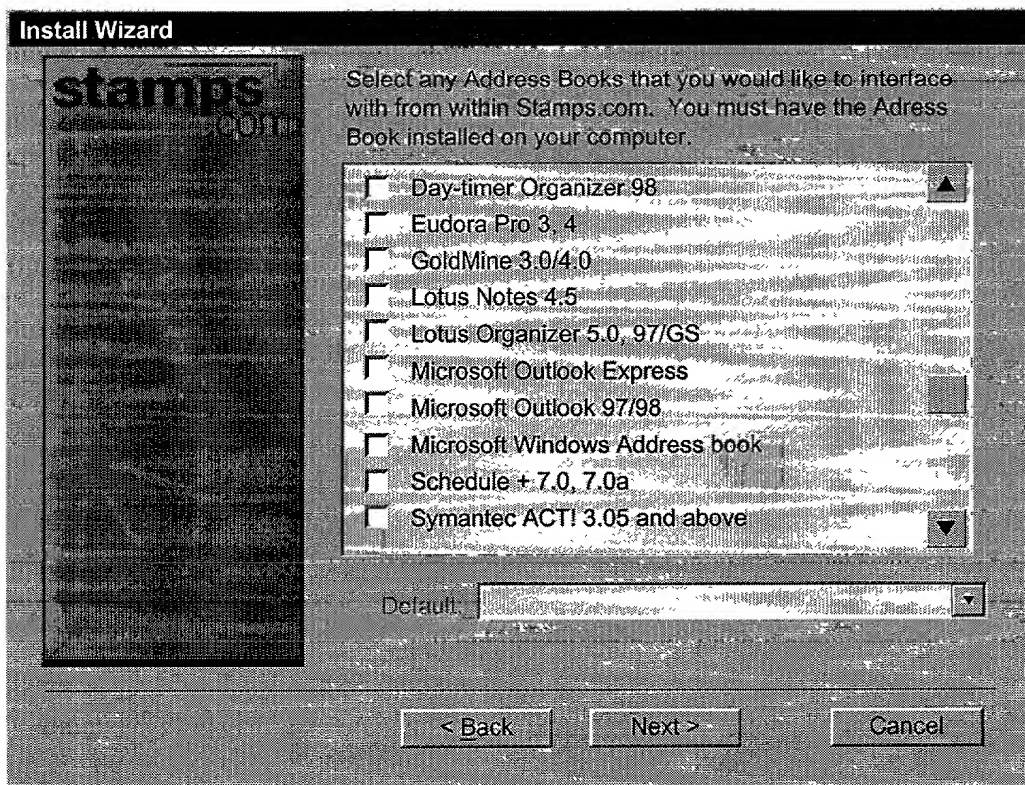 Install Wizard
stamps
.com
Select any Address Books that you would like to interface
with from within Stamps.com. You must have the Adress
Book installed on your computer.
Day-timer Organizer 98
Eudora Pro 3, 4
GoldMine 3.0/4.0
Lotus Notes 4.5
Lotus Organizer 5.0, 97/GS
Microsoft Outlook Express
Microsoft Outlook 97/98
Microsoft Windows Address book
Schedule + 7.0, 7.0a
Symantec ACT! 3.05 and above
Default:
< Back
Next >
Cancel